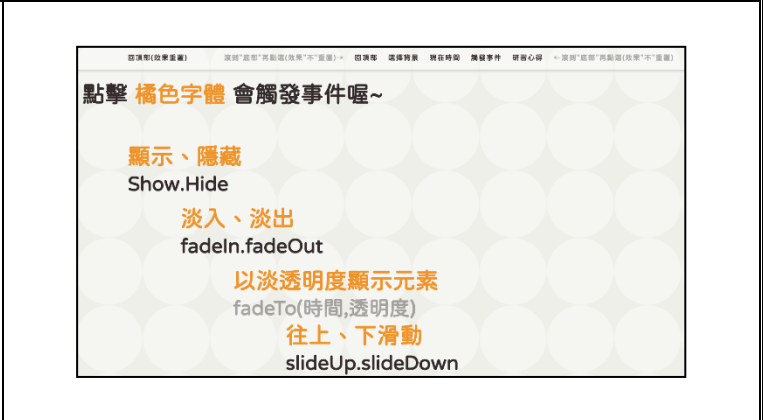 回頂部(效果重置) 滾到"底部"再點選(效果"不"重置)→ 回頂部 選擇背景 現在時間 觸發事件 研習心得 ←滾到"底部"再點選(效果"不"重置)
點擊 橘色字體 會觸發事件喔~
顯示、隱藏
Show.Hide
淡入、淡出
fadeIn.fadeOut
以淡透明度顯示元素
fadeTo(時間,透明度)
往上、下滑動
slideUp.slideDown